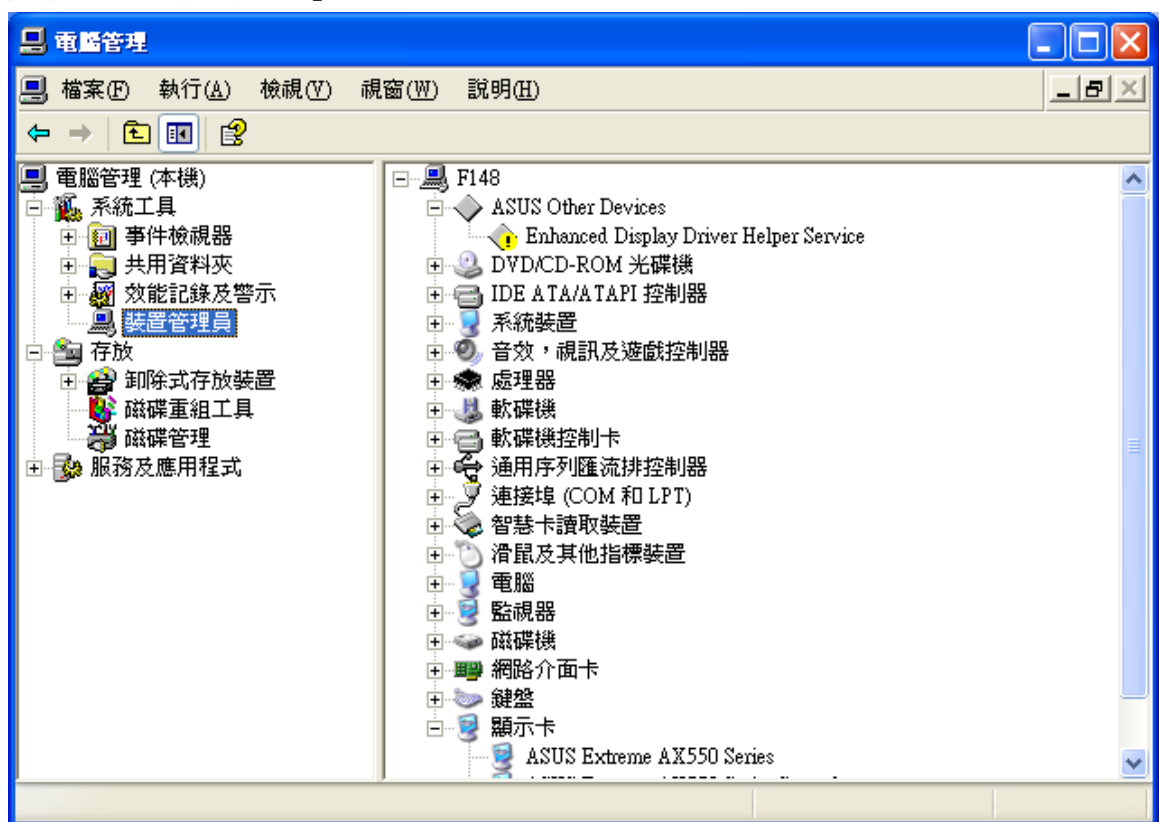 電腦管理
檔案(F) 執行(A) 檢視(V) 視窗(W) 說明(H)
電腦管理 (本機)
系統工具
事件檢視器
共用資料夾
效能記錄及警示
裝置管理員
存放
卸除式存放裝置
磁碟重組工具
磁碟管理
服務及應用程式
F148
ASUS Other Devices
Enhanced Display Driver Helper Service
DVD/CD-ROM 光碟機
IDE ATA/ATAPI 控制器
系統裝置
音效，視訊及遊戲控制器
處理器
軟碟機
軟碟機控制卡
通用序列匯流排控制器
連接埠 (COM 和 LPT)
智慧卡讀取裝置
滑鼠及其他指標裝置
電腦
監視器
磁碟機
網路介面卡
鍵盤
顯示卡
ASUS Extreme AX550 Series